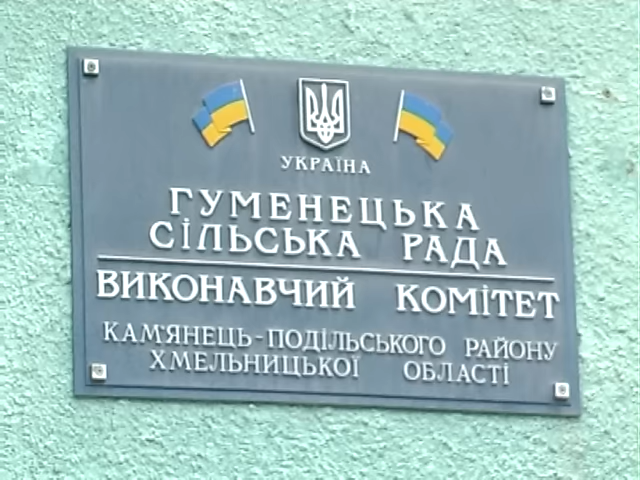 УКРАЇНА
ГУМЕНЕЦЬКА
СІЛЬСЬКА РАДА
ВИКОНАВЧИЙ КОМІТЕТ
КАМ'ЯНЕЦЬ-ПОДІЛЬСЬКОГО РАЙОНУ
ХМЕЛЬНИЦЬКОЇ ОБЛАСТІ